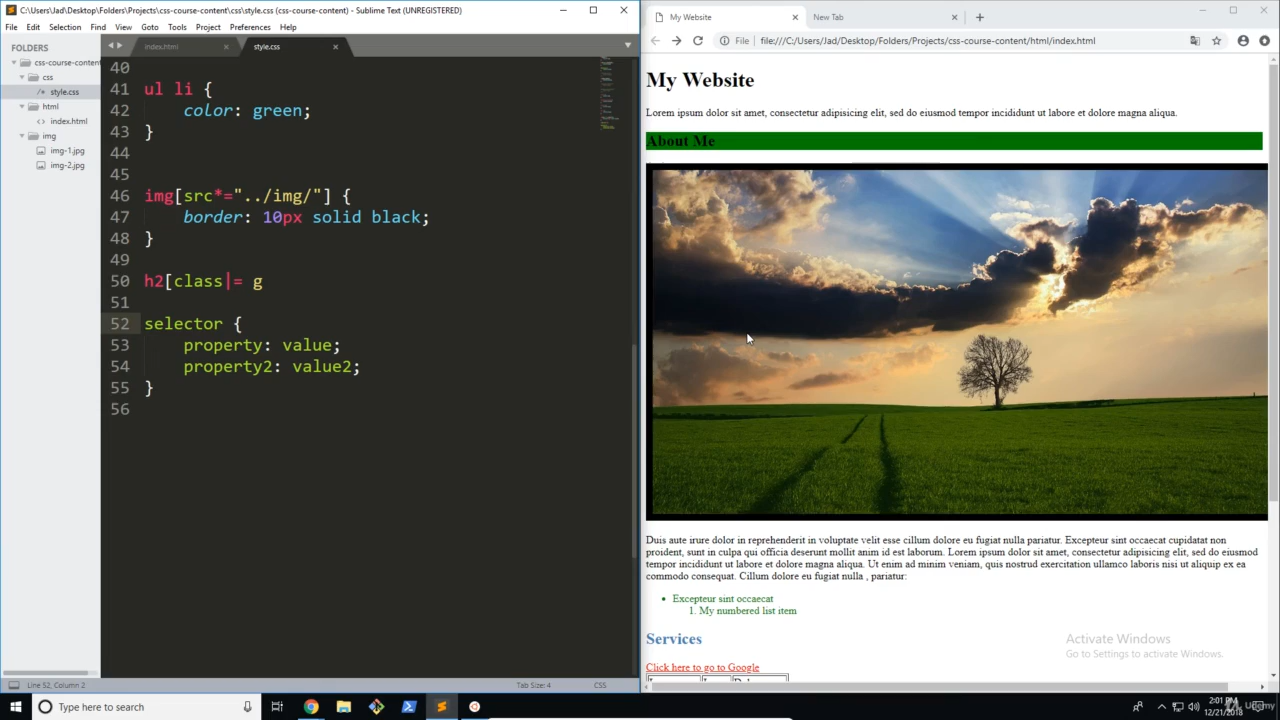 C:\Users\Jad\Desktop\Folders\Projects\css-course-content\css\style.css (css-course-content) - Sublime Text (UNREGISTERED)
File Edit Selection Find View Goto Tools Project Preferences Help
FOLDERS
css-course-content
css
style.css
html
index.html
img
img-1.jpg
img-2.jpg
index.html
style.css
40
41 ul li {
42 color: green;
43 }
44
45
46 img[src*="../img/"] {
47 border: 10px solid black;
48 }
49
50 h2[class|= g
51
52 selector {
53 property: value;
54 property2: value2;
55 }
56
Line 52, Column 2
Tab Size: 4
CSS
My Website
New Tab
File file:///C:/Users/Jad/Desktop/Folders/Projects/css-course-content/html/index.html
My Website
Lorem ipsum dolor sit amet, consectetur adipisicing elit, sed do eiusmod tempor incididunt ut labore et dolore magna aliqua.
About Me
Duis aute irure dolor in reprehenderit in voluptate velit esse cillum dolore eu fugiat nulla pariatur. Excepteur sint occaecat cupidatat non
proident, sunt in culpa qui officia deserunt mollit anim id est laborum. Lorem ipsum dolor sit amet, consectetur adipisicing elit, sed do eiusmod
tempor incididunt ut labore et dolore magna aliqua. Ut enim ad minim veniam, quis nostrud exercitation ullamco laboris nisi ut aliquip ex ea
commodo consequat. Cillum dolore eu fugiat nulla , pariatur:
Excepteur sint occaecat
1. My numbered list item
Services
Click here to go to Google
Activate Windows
Go to Settings to activate Windows.
Type here to search
2:01 PM
12/21/2018
Udemy